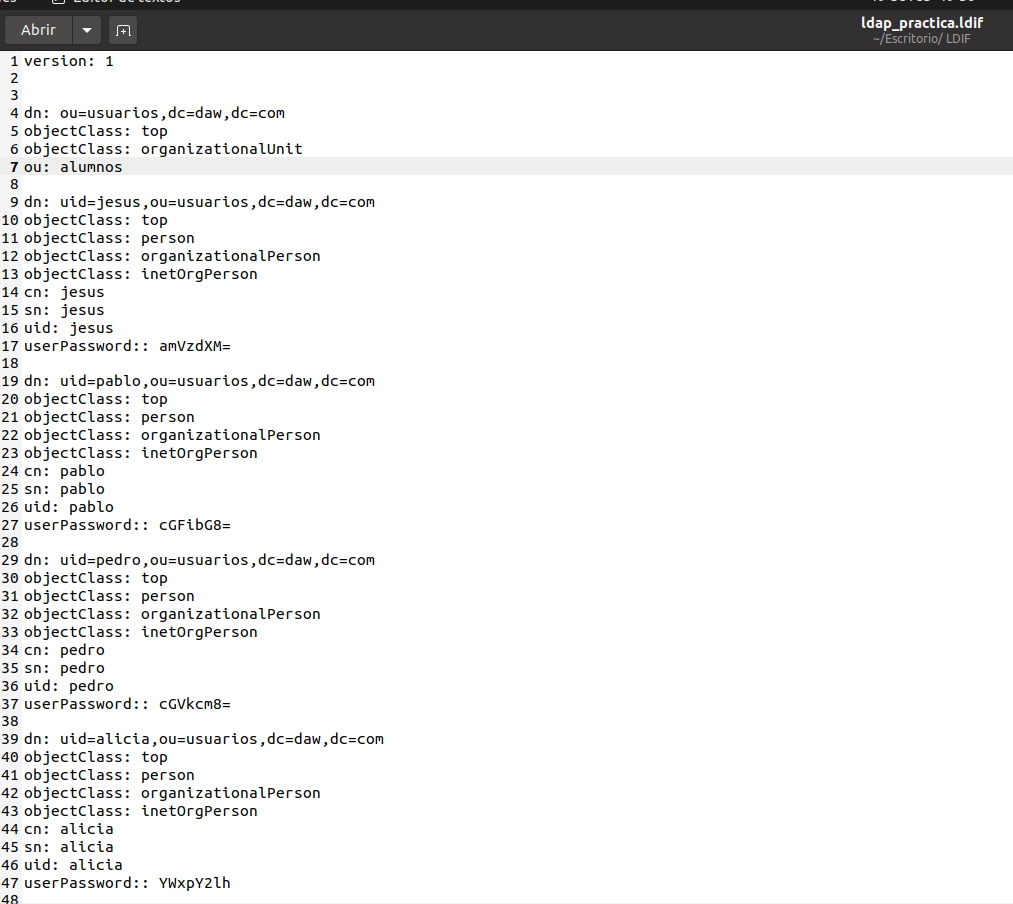 Editor de textos
Abrir
ldap_practica.ldif
~/Escritorio/ LDIF
1 version: 1
2
3
4 dn: ou=usuarios,dc=daw,dc=com
5 objectClass: top
6 objectClass: organizationalUnit
7 ou: alumnos
8
9 dn: uid=jesus,ou=usuarios,dc=daw,dc=com
10 objectClass: top
11 objectClass: person
12 objectClass: organizationalPerson
13 objectClass: inetOrgPerson
14 cn: jesus
15 sn: jesus
16 uid: jesus
17 userPassword:: amVzdXM=
18
19 dn: uid=pablo,ou=usuarios,dc=daw,dc=com
20 objectClass: top
21 objectClass: person
22 objectClass: organizationalPerson
23 objectClass: inetOrgPerson
24 cn: pablo
25 sn: pablo
26 uid: pablo
27 userPassword:: cGFibG8=
28
29 dn: uid=pedro,ou=usuarios,dc=daw,dc=com
30 objectClass: top
31 objectClass: person
32 objectClass: organizationalPerson
33 objectClass: inetOrgPerson
34 cn: pedro
35 sn: pedro
36 uid: pedro
37 userPassword:: cGVkcm8=
38
39 dn: uid=alicia,ou=usuarios,dc=daw,dc=com
40 objectClass: top
41 objectClass: person
42 objectClass: organizationalPerson
43 objectClass: inetOrgPerson
44 cn: alicia
45 sn: alicia
46 uid: alicia
47 userPassword:: YWxpY2lh
48